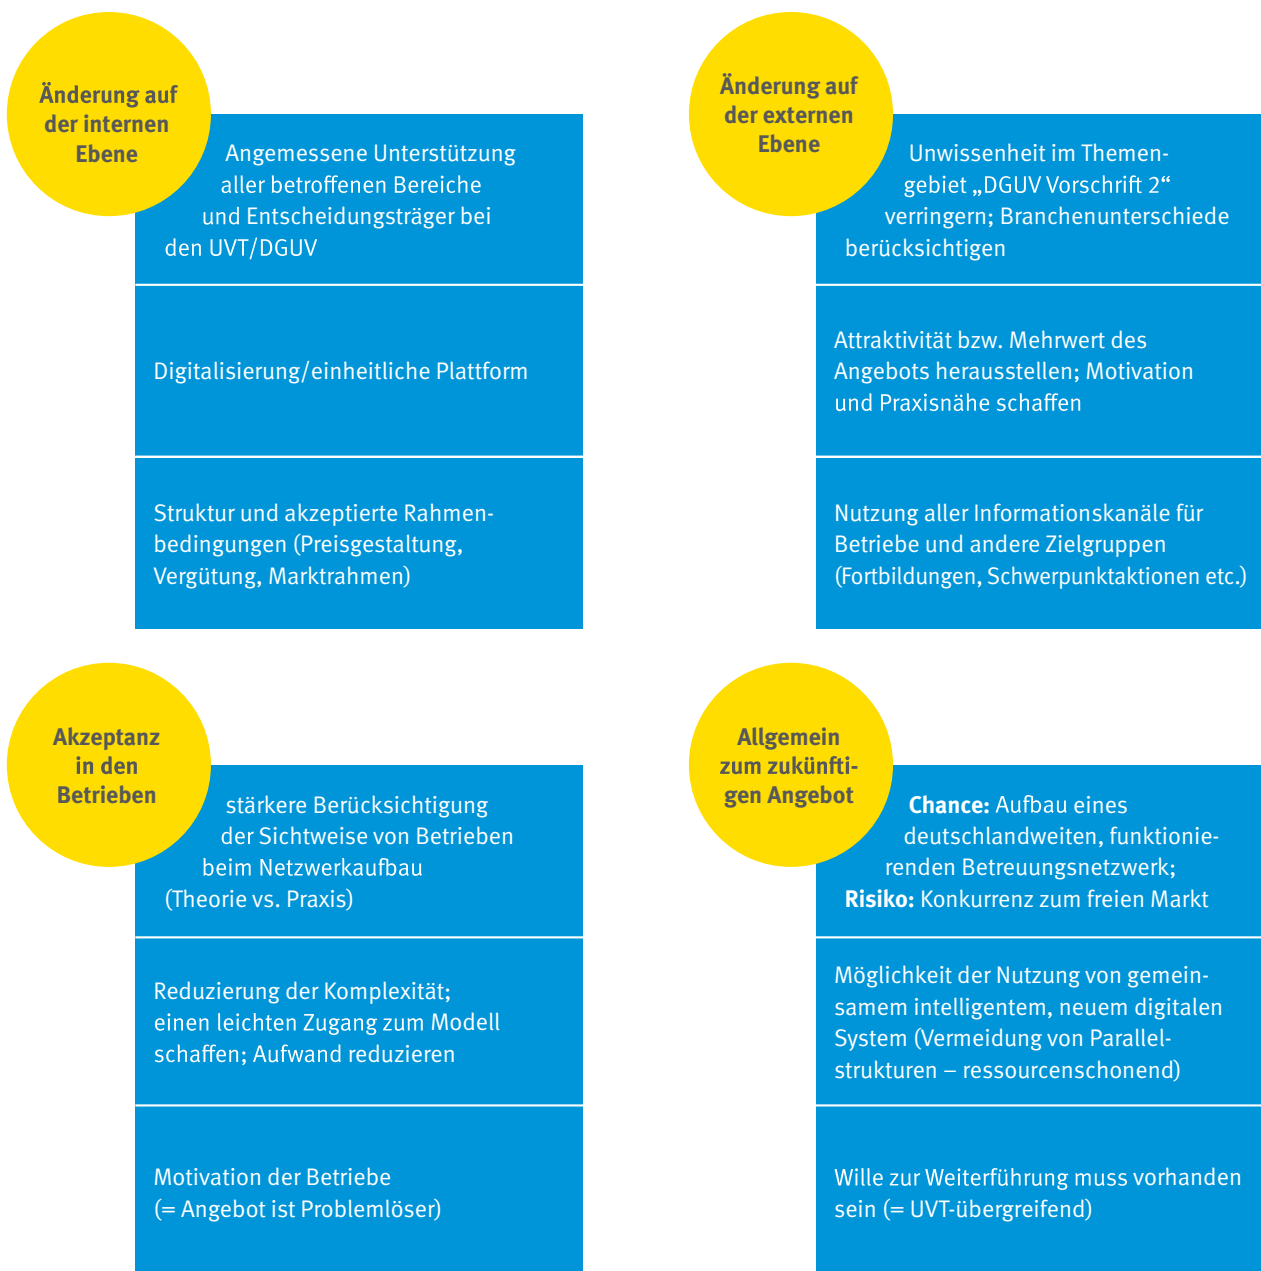 Änderung auf
der internen
Ebene
Angemessene Unterstützung
aller betroffenen Bereiche
und Entscheidungsträger bei
den UVT/DGUV
Digitalisierung/einheitliche Plattform
Struktur und akzeptierte Rahmen-
bedingungen (Preisgestaltung,
Vergütung, Marktrahmen)
Änderung auf
der externen
Ebene
Unwissenheit im Themen-
gebiet „DGUV Vorschrift 2“
verringern; Branchenunterschiede
berücksichtigen
Attraktivität bzw. Mehrwert des
Angebots herausstellen; Motivation
und Praxisnähe schaffen
Nutzung aller Informationskanäle für
Betriebe und andere Zielgruppen
(Fortbildungen, Schwerpunktaktionen etc.)
Akzeptanz
in den
Betrieben
stärkere Berücksichtigung
der Sichtweise von Betrieben
beim Netzwerkaufbau
(Theorie vs. Praxis)
Reduzierung der Komplexität;
einen leichten Zugang zum Modell
schaffen; Aufwand reduzieren
Motivation der Betriebe
(= Angebot ist Problemlöser)
Allgemein
zum zukünfti-
gen Angebot
Chance: Aufbau eines
deutschlandweiten, funktionie-
renden Betreuungsnetzwerk;
Risiko: Konkurrenz zum freien Markt
Möglichkeit der Nutzung von gemein-
samem intelligentem, neuem digitalen
System (Vermeidung von Parallel-
strukturen – ressourcenschonend)
Wille zur Weiterführung muss vorhanden
sein (= UVT-übergreifend)